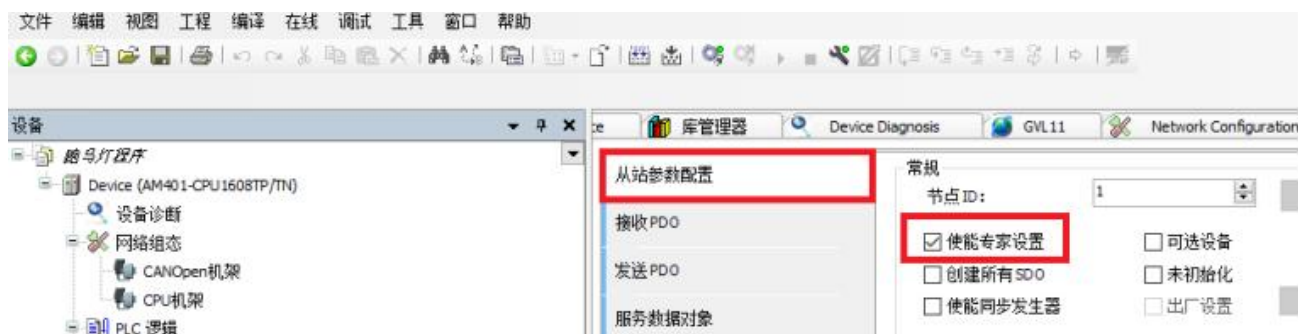 文件 编辑 视图 工程 编译 在线 调试 工具 窗口 帮助
设备
:e 库管理器 Device Diagnosis GVL11 Network Configuration
跑马灯程序
Device (AM401-CPU1608TP/TN)
设备诊断
网络组态
CANOpen机架
CPU机架
PLC 逻辑
从站参数配置
接收PDO
发送PDO
服务数据对象
常规
节点ID: 1
使能专家设置 可选设备
创建所有SDO 未初始化
使能同步发生器 出厂设置